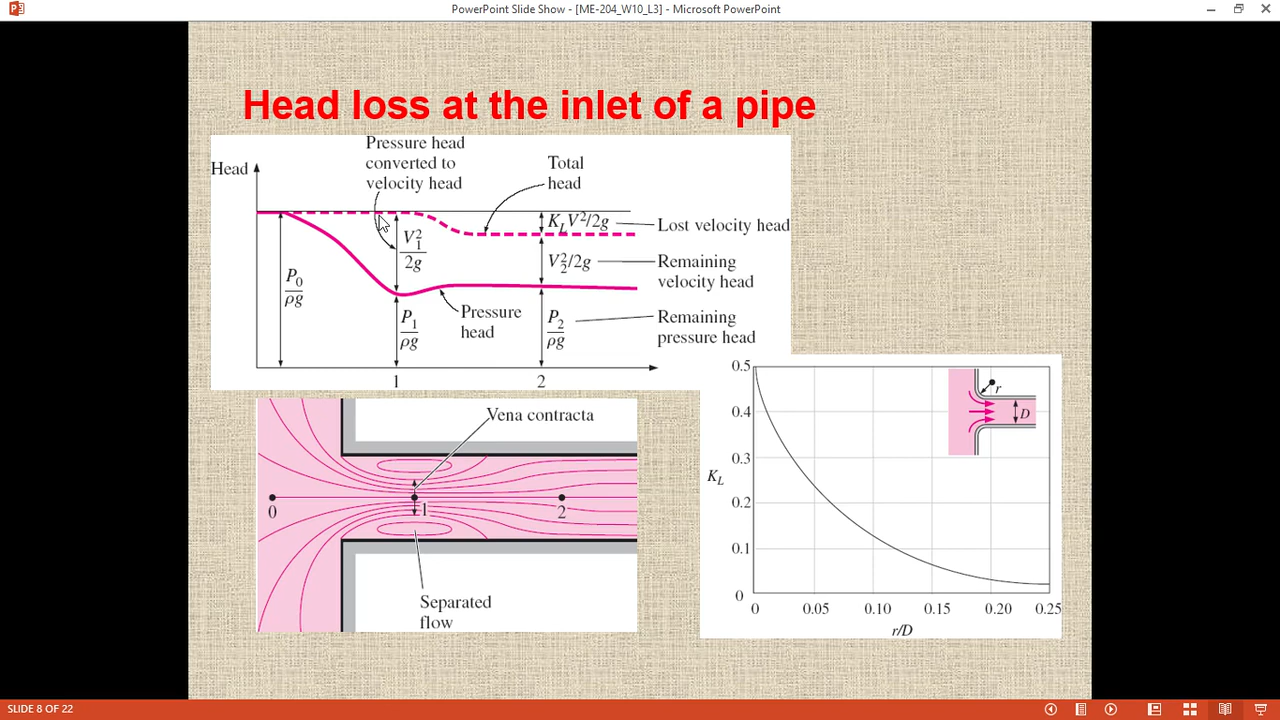 PowerPoint Slide Show - [ME-204_W10_L3] - Microsoft PowerPoint
Head loss at the inlet of a pipe
Head
Pressure head
converted to
velocity head
Total
head
K_L V²/2g
Lost velocity head
V₁²
2g
V₂²/2g
Remaining
velocity head
P₀
ρg
P₁
ρg
Pressure
head
P₂
ρg
Remaining
pressure head
1
2
Vena contracta
0
1
2
Separated
flow
0.5
0.4
0.3
0.2
0.1
0
K_L
r
D
0
0.05
0.10
0.15
0.20
0.25
r/D
SLIDE 8 OF 22